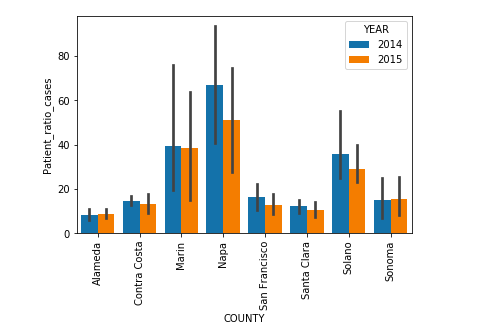 YEAR
2014
2015
80
60
40
20
0
Patient_ratio_cases
Alameda
Contra Costa
Marin
Napa
San Francisco
Santa Clara
Solano
Sonoma
COUNTY